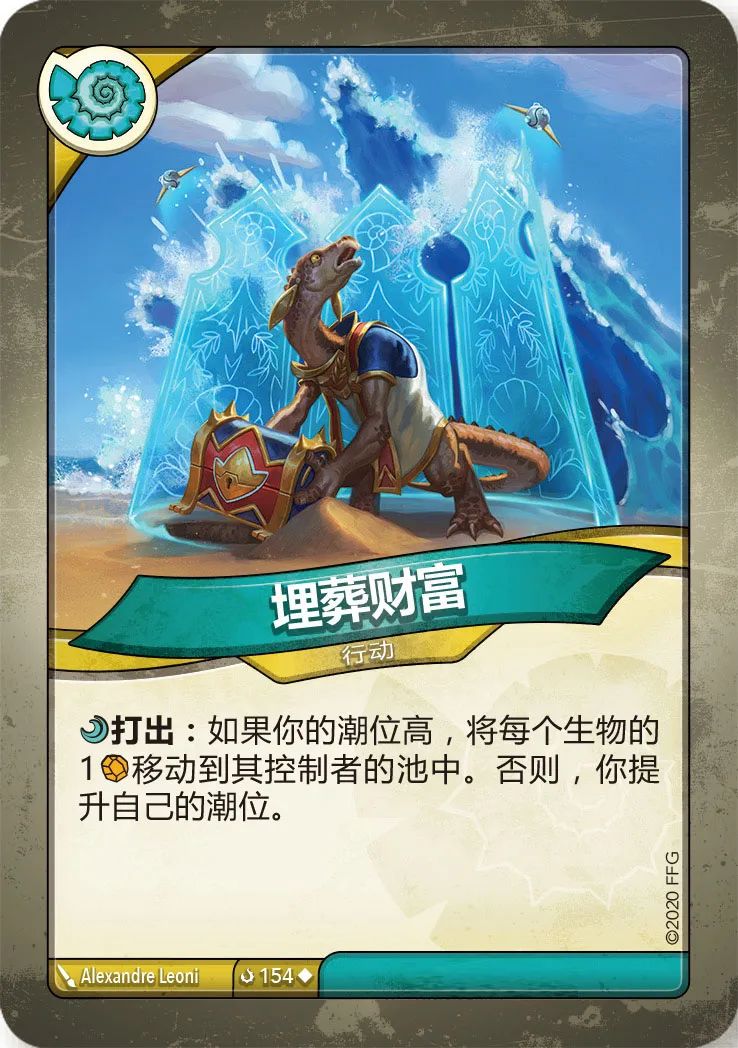 埋葬财富
行动
打出：如果你的潮位高，将每个生物的
1移动到其控制者的池中。否则，你提
升自己的潮位。
©2020 FFG
Alexandre Leoni
154